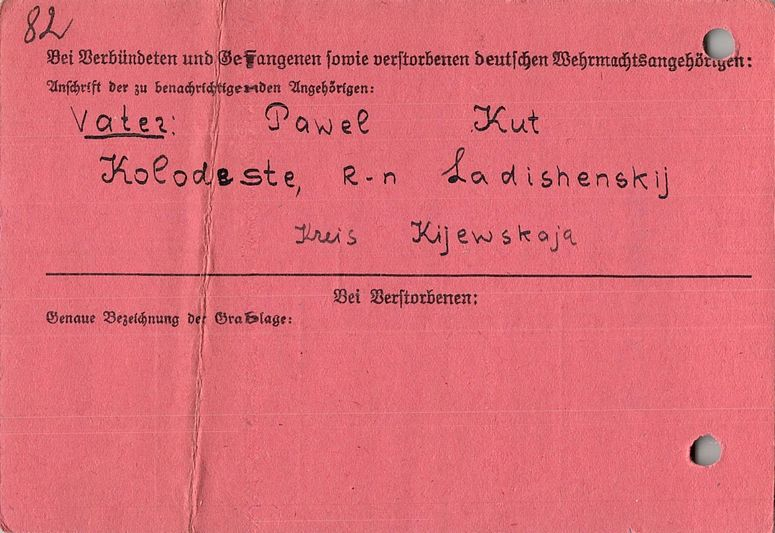 82
Bei Verbündeten und Gefangenen sowie verstorbenen deutschen Wehrmachtsangehörigen:
Anschrift der zu benachrichtigenden Angehörigen:
Vater: Pawel Kut
Kolodeste, R-n Ladishenskij
Kreis Kijewskaja
Bei Verstorbenen:
Genaue Bezeichnung der Grablage: